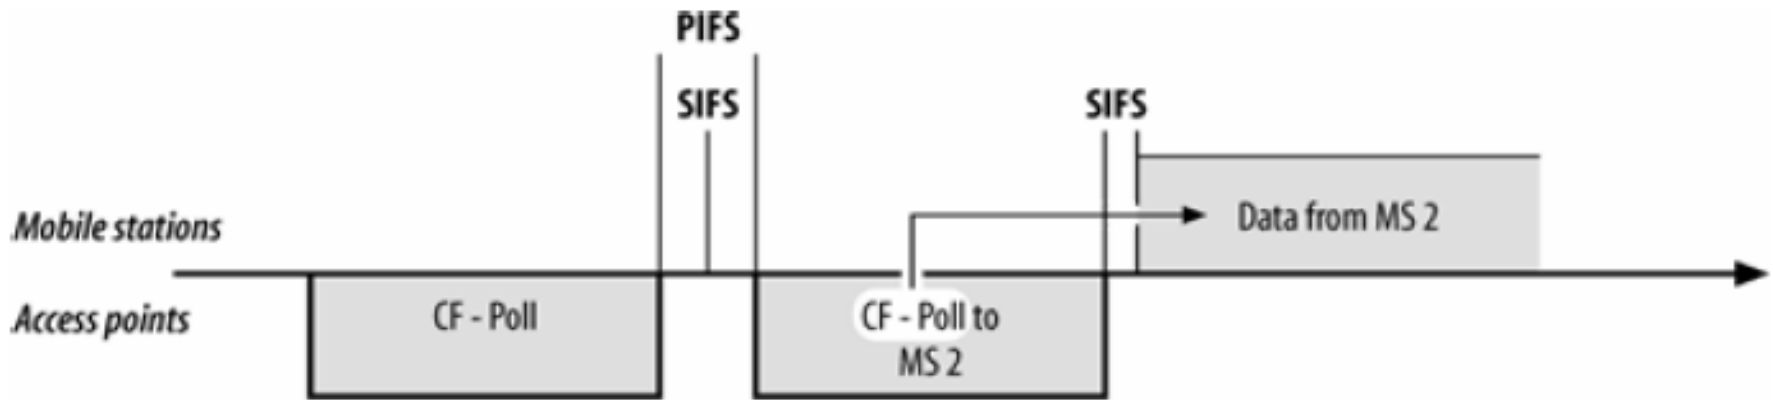 PIFS
SIFS
SIFS
Mobile stations
Data from MS 2
Access points
CF - Poll
CF - Poll to
MS 2